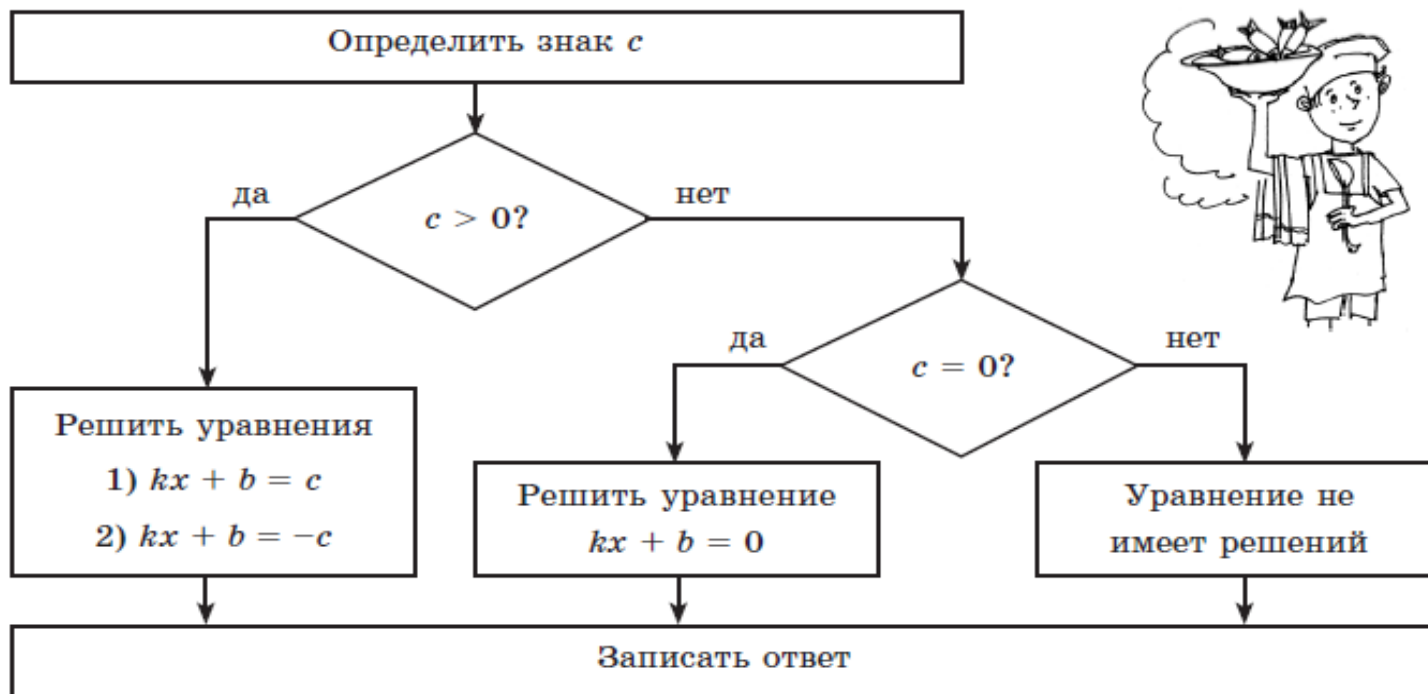 Определить знак c
да
c > 0?
нет
да
c = 0?
нет
Решить уравнения
1) kx + b = c
2) kx + b = −c
Решить уравнение
kx + b = 0
Уравнение не
имеет решений
Записать ответ